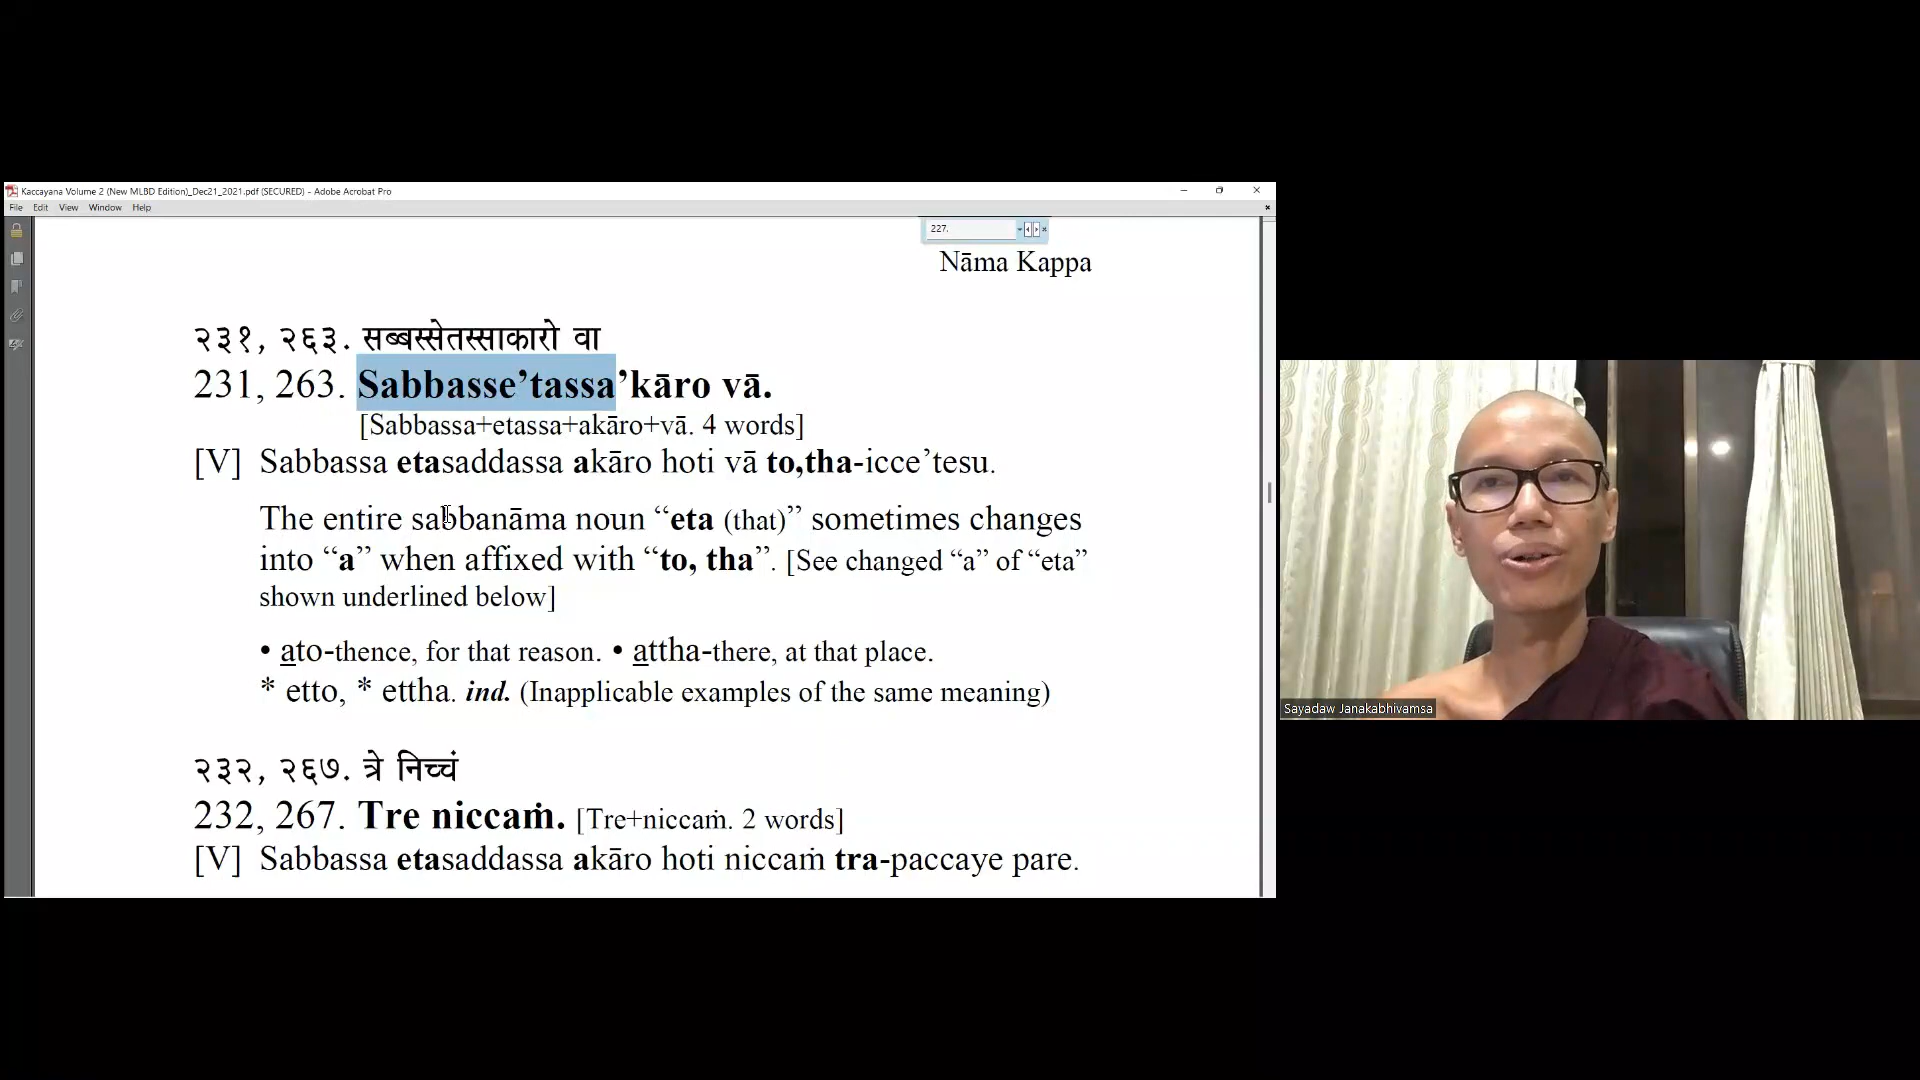 Kaccayana Volume 2 (New MLBD Edition)_Dec21_2021.pdf (SECURED) - Adobe Acrobat Pro
File Edit View Window Help
227.
Nāma Kappa
२३१, २६३. सब्बस्सेतस्साकारो वा
231, 263. Sabbasse’tassa’kāro vā.
[Sabbassa+etassa+akāro+vā. 4 words]
[V] Sabbassa etasaddassa akāro hoti vā to,tha-icce’tesu.
The entire sabbanāma noun “eta (that)” sometimes changes
into “a” when affixed with “to, tha”. [See changed “a” of “eta”
shown underlined below]
• ato-thence, for that reason. • attha-there, at that place.
* etto, * ettha. ind. (Inapplicable examples of the same meaning)
२३२, २६७. त्रे निच्चं
232, 267. Tre niccaṁ. [Tre+niccaṁ. 2 words]
[V] Sabbassa etasaddassa akāro hoti niccaṁ tra-paccaye pare.
Sayadaw Janakabhivamsa